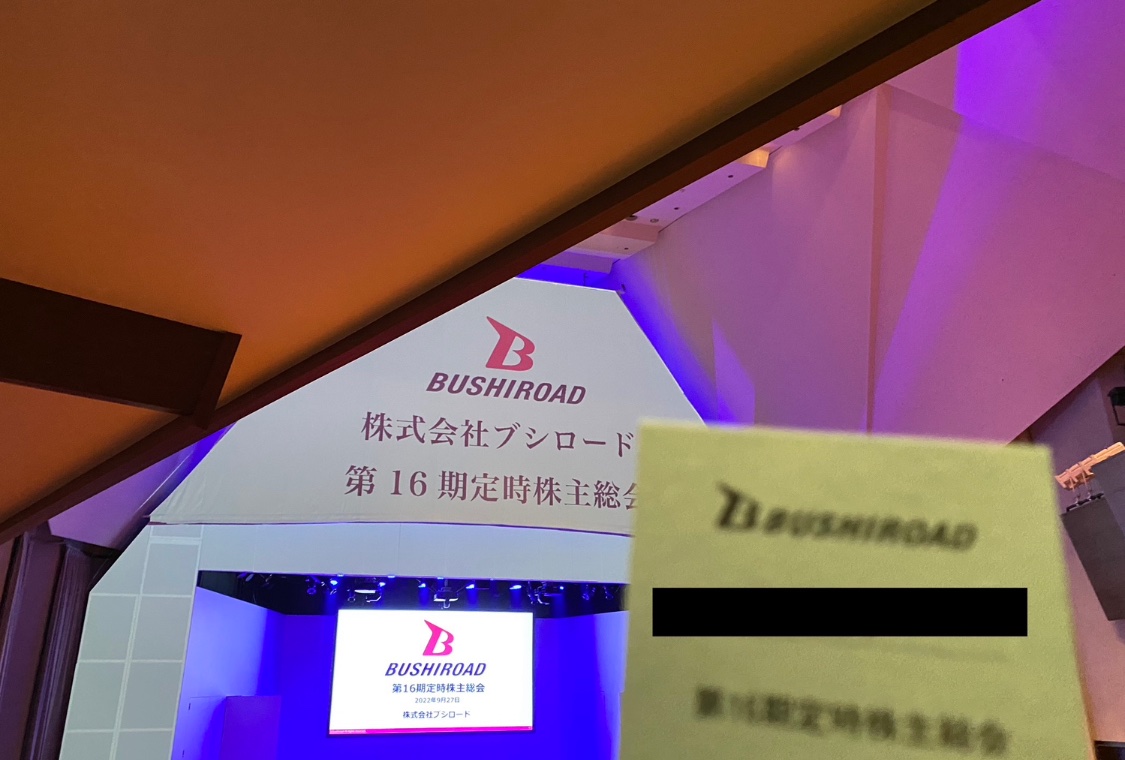 BUSHIROAD
株式会社ブシロード
第 16 期定時株主総会
BUSHIROAD
第16期定時株主総会
2022年9月27日
株式会社ブシロード
BUSHIROAD
第16期定時株主総会